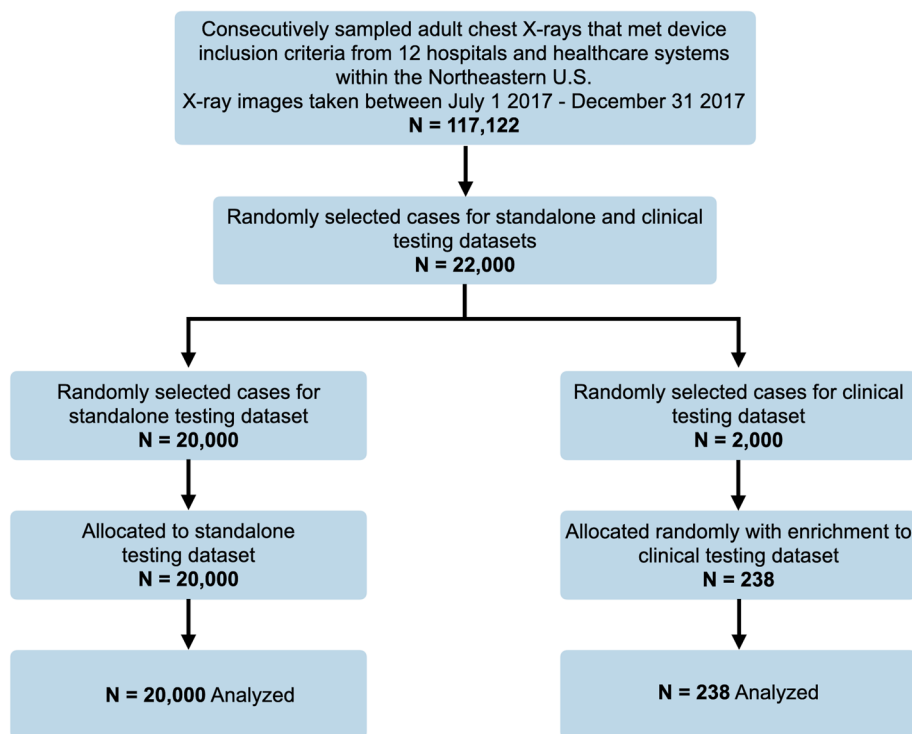 Consecutively sampled adult chest X-rays that met device
inclusion criteria from 12 hospitals and healthcare systems
within the Northeastern U.S.
X-ray images taken between July 1 2017 - December 31 2017
N = 117,122
Randomly selected cases for standalone and clinical
testing datasets
N = 22,000
Randomly selected cases for
standalone testing dataset
N = 20,000
Randomly selected cases for clinical
testing dataset
N = 2,000
Allocated to standalone
testing dataset
N = 20,000
Allocated randomly with enrichment to
clinical testing dataset
N = 238
N = 20,000 Analyzed
N = 238 Analyzed